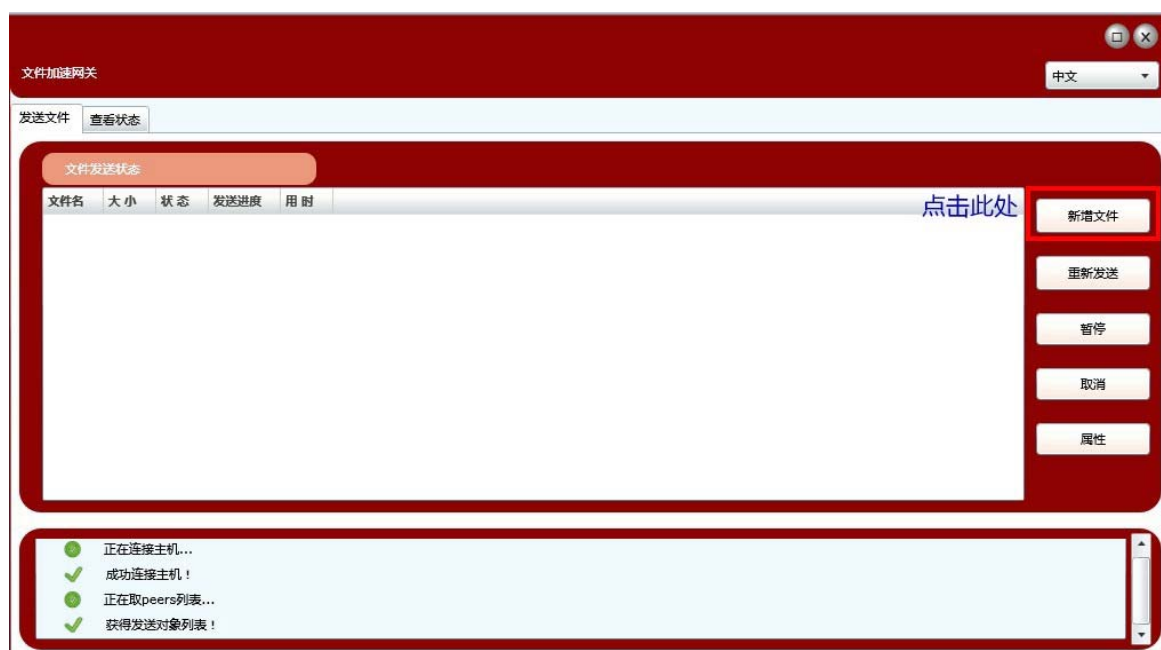 文件加速网关
中文
发送文件 查看状态
文件发送状态
文件名 大小 状态 发送进度 用时
点击此处
新增文件
重新发送
暂停
取消
属性
正在连接主机...
成功连接主机！
正在取peers列表...
获得发送对象列表！